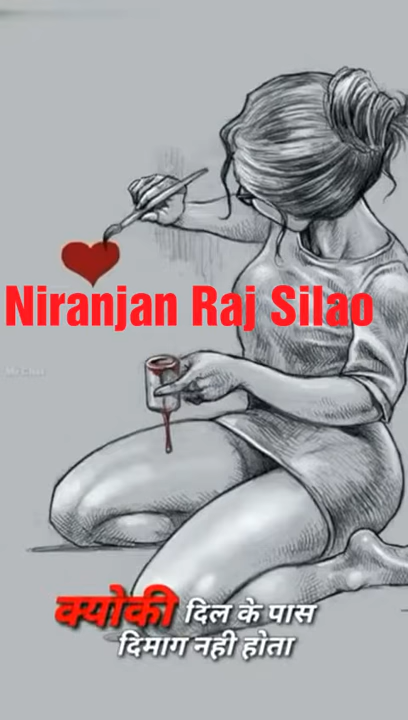 Niranjan Raj Silao
क्योकी दिल के पास
दिमाग नही होता